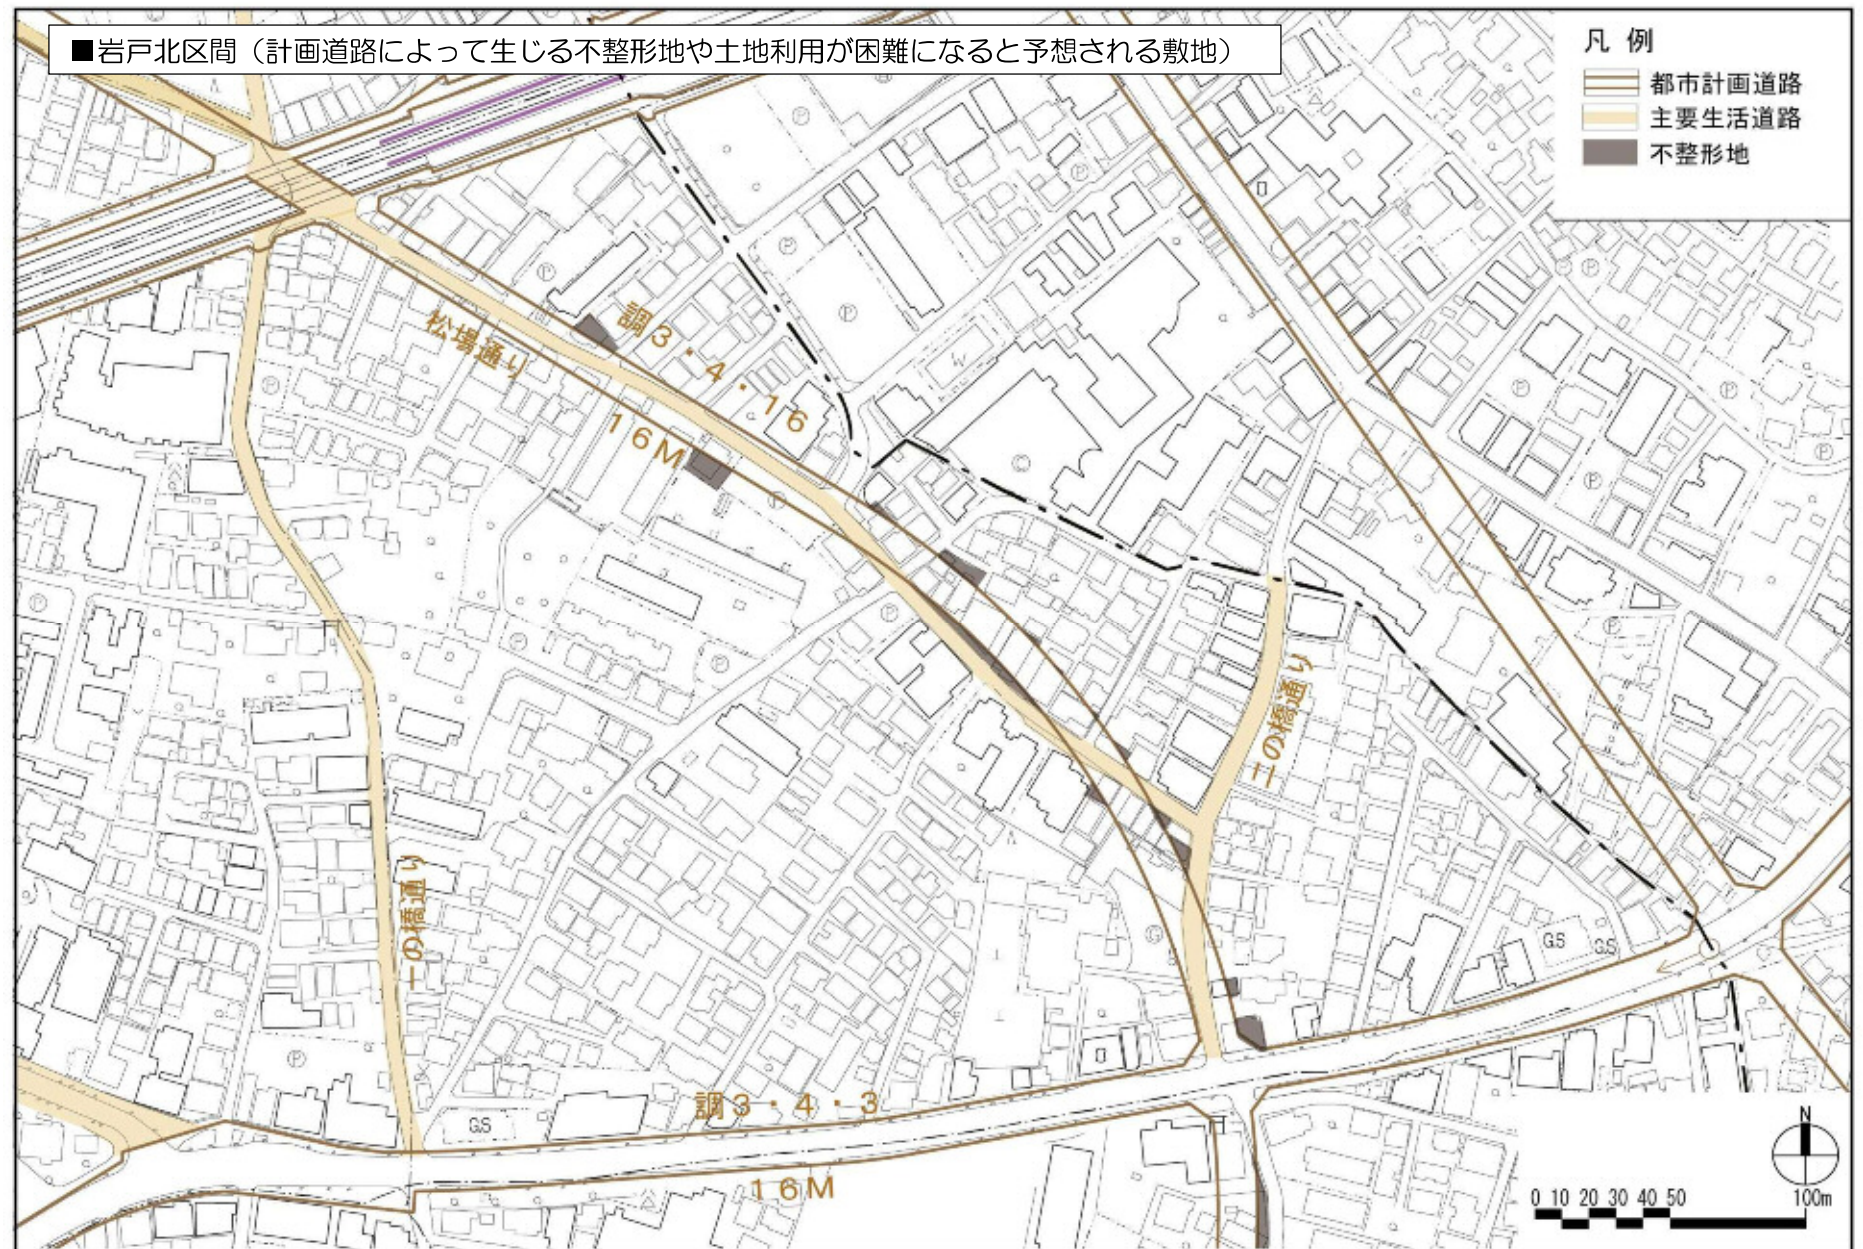 ■岩戸北区間（計画道路によって生じる不整形地や土地利用が困難になると予想される敷地）
凡 例
都市計画道路
主要生活道路
不整形地
松場通り
調3・4・16
16M
二の橋通り
一の橋通り
GS
GS
GS
調3・4・3
16M
N
0 10 20 30 40 50 100m